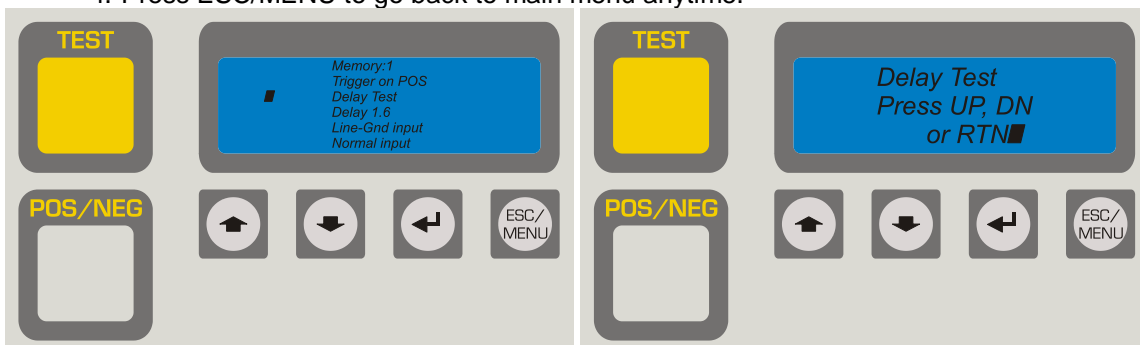 4. Press ESC/MENU to go back to main menu anytime.
TEST
Memory:1
Trigger on POS
Delay Test
Delay 1.6
Line-Gnd input
Normal input
POS/NEG
ESC/
MENU
TEST
Delay Test
Press UP, DN
or RTN
POS/NEG
ESC/
MENU